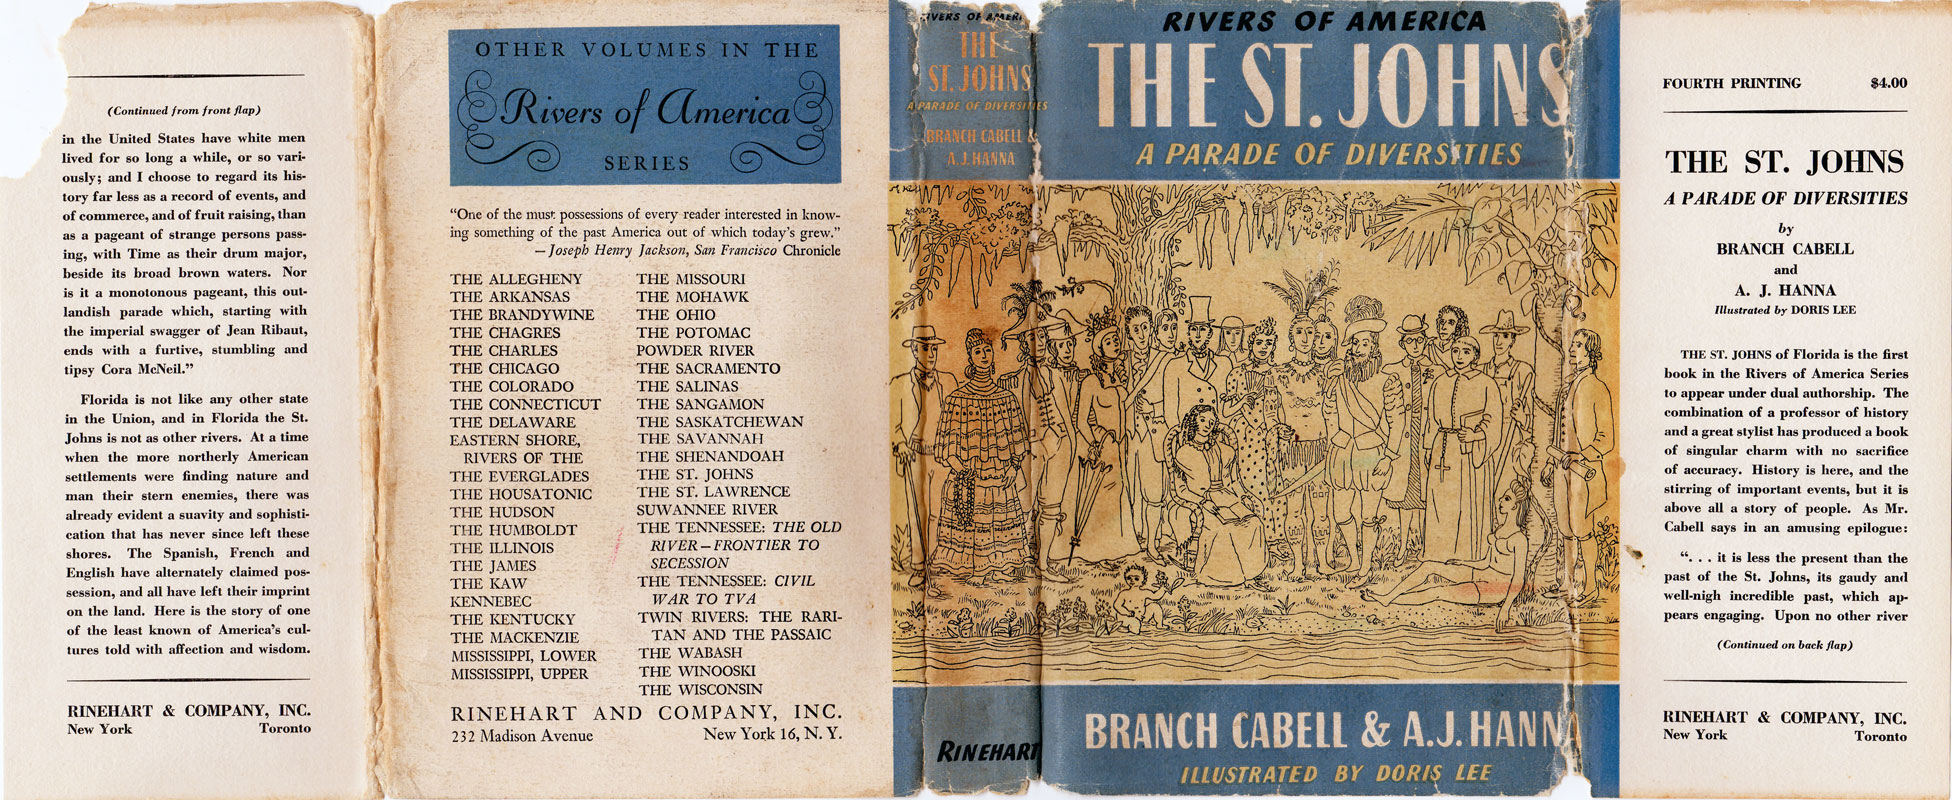 (Continued from front flap)
in the United States have white men
lived for so long a while, or so vari-
ously; and I choose to regard its his-
tory far less as a record of events, and
of commerce, and of fruit raising, than
as a pageant of strange persons pass-
ing, with Time as their drum major,
beside its broad brown waters. Nor
is it a monotonous pageant, this out-
landish parade which, starting with
the imperial swagger of Jean Ribaut,
ends with a furtive, stumbling and
tipsy Cora McNeil.”
Florida is not like any other state
in the Union, and in Florida the St.
Johns is not as other rivers. At a time
when the more northerly American
settlements were finding nature and
man their stern enemies, there was
already evident a suavity and sophisti-
cation that has never since left these
shores. The Spanish, French and
English have alternately claimed pos-
session, and all have left their imprint
on the land. Here is the story of one
of the least known of America's cul-
tures told with affection and wisdom.
RINEHART & COMPANY, INC.
New York Toronto
OTHER VOLUMES IN THE
Rivers of America
SERIES
“One of the must possessions of every reader interested in know-
ing something of the past America out of which today's grew.”
—Joseph Henry Jackson, San Francisco Chronicle
THE ALLEGHENY
THE ARKANSAS
THE BRANDYWINE
THE CHAGRES
THE CHARLES
THE CHICAGO
THE COLORADO
THE CONNECTICUT
THE DELAWARE
EASTERN SHORE,
RIVERS OF THE
THE EVERGLADES
THE HOUSATONIC
THE HUDSON
THE HUMBOLDT
THE ILLINOIS
THE JAMES
THE KAW
KENNEBEC
THE KENTUCKY
THE MACKENZIE
MISSISSIPPI, LOWER
MISSISSIPPI, UPPER
THE MISSOURI
THE MOHAWK
THE OHIO
THE POTOMAC
POWDER RIVER
THE SACRAMENTO
THE SALINAS
THE SANGAMON
THE SASKATCHEWAN
THE SAVANNAH
THE SHENANDOAH
THE ST. JOHNS
THE ST. LAWRENCE
SUWANNEE RIVER
THE TENNESSEE: THE OLD
RIVER—FRONTIER TO
SECESSION
THE TENNESSEE: CIVIL
WAR TO TVA
TWIN RIVERS: THE RARI-
TAN AND THE PASSAIC
THE WABASH
THE WINOOSKI
THE WISCONSIN
RINEHART AND COMPANY, INC.
232 Madison Avenue New York 16, N. Y.
RIVERS OF AMERI
THE
ST. JOHNS
A PARADE OF DIVERSITIES
BRANCH CABELL &
A.J. HANNA
RINEHART
RIVERS OF AMERICA
THE ST. JOHNS
A PARADE OF DIVERSITIES
BRANCH CABELL & A.J. HANNA
ILLUSTRATED BY DORIS LEE
FOURTH PRINTING $4.00
THE ST. JOHNS
A PARADE OF DIVERSITIES
by
BRANCH CABELL
and
A. J. HANNA
Illustrated by DORIS LEE
THE ST. JOHNS of Florida is the first
book in the Rivers of America Series
to appear under dual authorship. The
combination of a professor of history
and a great stylist has produced a book
of singular charm with no sacrifice
of accuracy. History is here, and the
stirring of important events, but it is
above all a story of people. As Mr.
Cabell says in an amusing epilogue:
“. . . it is less the present than the
past of the St. Johns, its gaudy and
well-nigh incredible past, which ap-
pears engaging. Upon no other river
(Continued on back flap)
RINEHART & COMPANY, INC.
New York Toronto